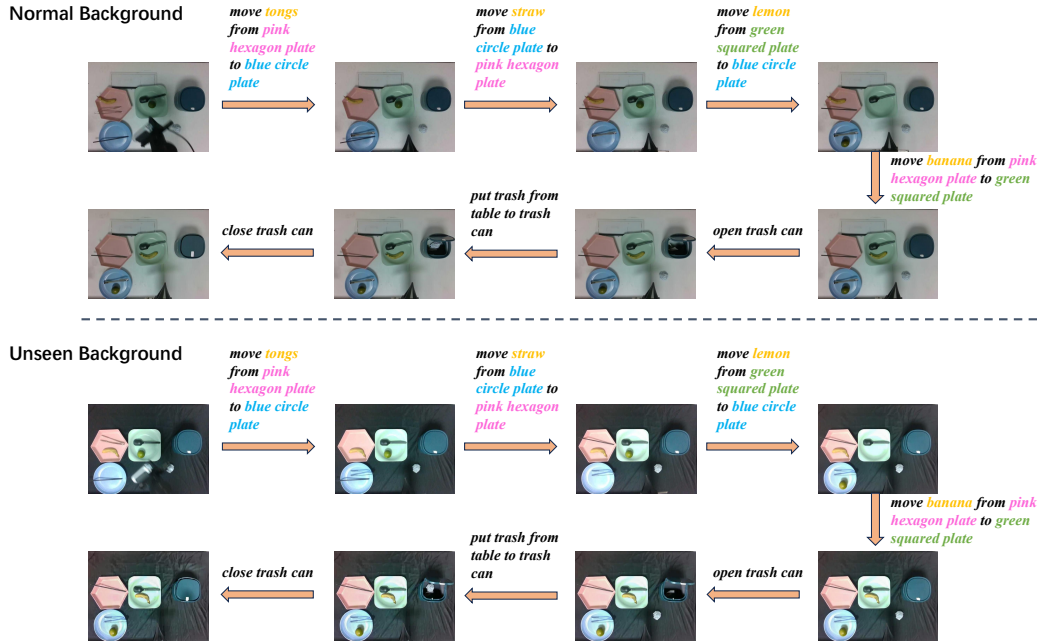 Normal Background
move tongs
from pink
hexagon plate
to blue circle
plate
move straw
from blue
circle plate to
pink hexagon
plate
move lemon
from green
squared plate
to blue circle
plate
move banana from pink
hexagon plate to green
squared plate
close trash can
put trash from
table to trash
can
open trash can
Unseen Background
move tongs
from pink
hexagon plate
to blue circle
plate
move straw
from blue
circle plate to
pink hexagon
plate
move lemon
from green
squared plate
to blue circle
plate
move banana from pink
hexagon plate to green
squared plate
close trash can
put trash from
table to trash
can
open trash can